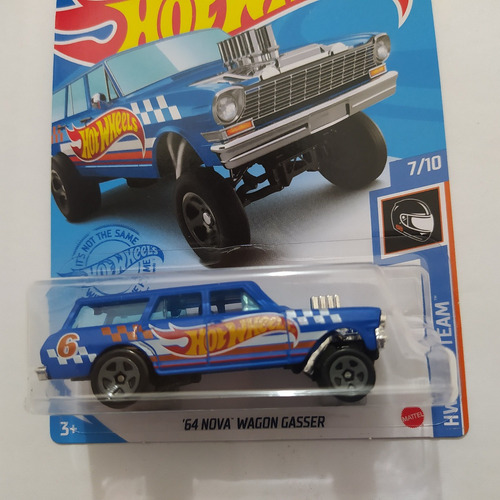 HOT WHEELS
HOT WHEELS
7/10
IT'S NOT THE SAME
HOT WHEELS
ME
TEAM
HW
6
HOT WHEELS
'64 NOVA WAGON GASSER
3+
MATTEL